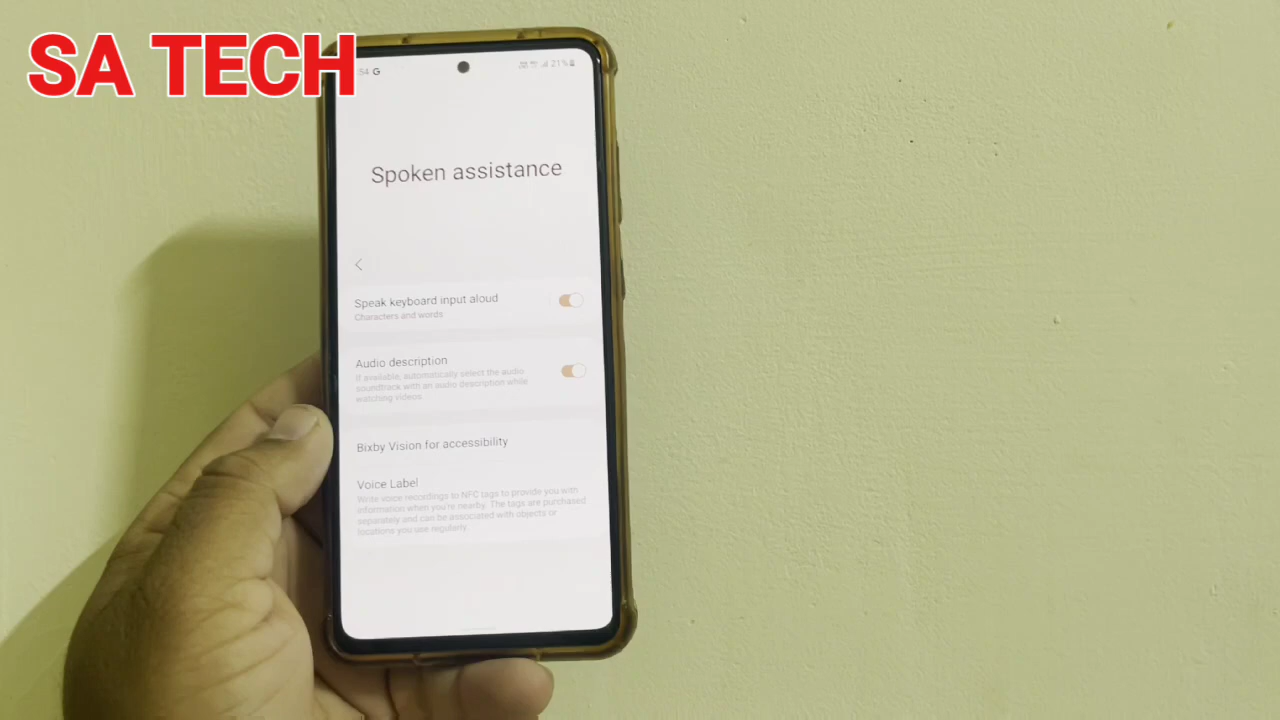 SA TECH
54 G
21%
Spoken assistance
Speak keyboard input aloud
Characters and words
Audio description
If available, automatically select the audio
soundtrack with an audio description while
watching videos.
Bixby Vision for accessibility
Voice Label
Write voice recordings to NFC tags to provide you with
information when you're nearby. The tags are purchased
separately and can be associated with objects or
locations you use regularly.